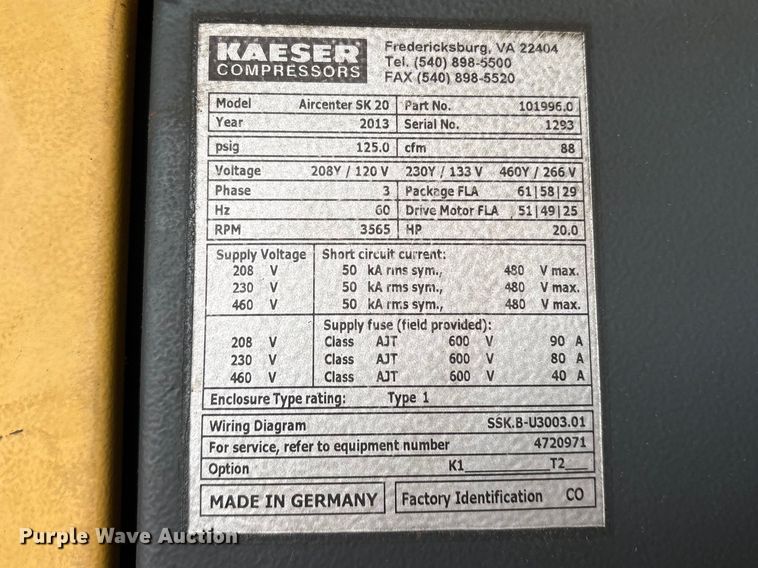 KAESER
COMPRESSORS
Fredericksburg, VA 22404
Tel. (540) 898-5500
FAX (540) 898-5520
Model Aircenter SK 20 Part No. 101996.0
Year 2013 Serial No. 1293
psig 125.0 cfm 88
Voltage 208Y / 120 V 230Y / 133 V 460Y / 266 V
Phase 3 Package FLA 61|58|29
Hz 60 Drive Motor FLA 51|49|25
RPM 3565 HP 20.0
Supply Voltage Short circuit current:
208 V 50 kA rms sym., 480 V max.
230 V 50 kA rms sym., 480 V max.
460 V 50 kA rms sym., 480 V max.
Supply fuse (field provided):
208 V Class AJT 600 V 90 A
230 V Class AJT 600 V 80 A
460 V Class AJT 600 V 40 A
Enclosure Type rating: Type 1
Wiring Diagram SSK.B-U3003.01
For service, refer to equipment number 4720971
Option K1________ T2___
MADE IN GERMANY Factory Identification CO
Purple Wave Auction